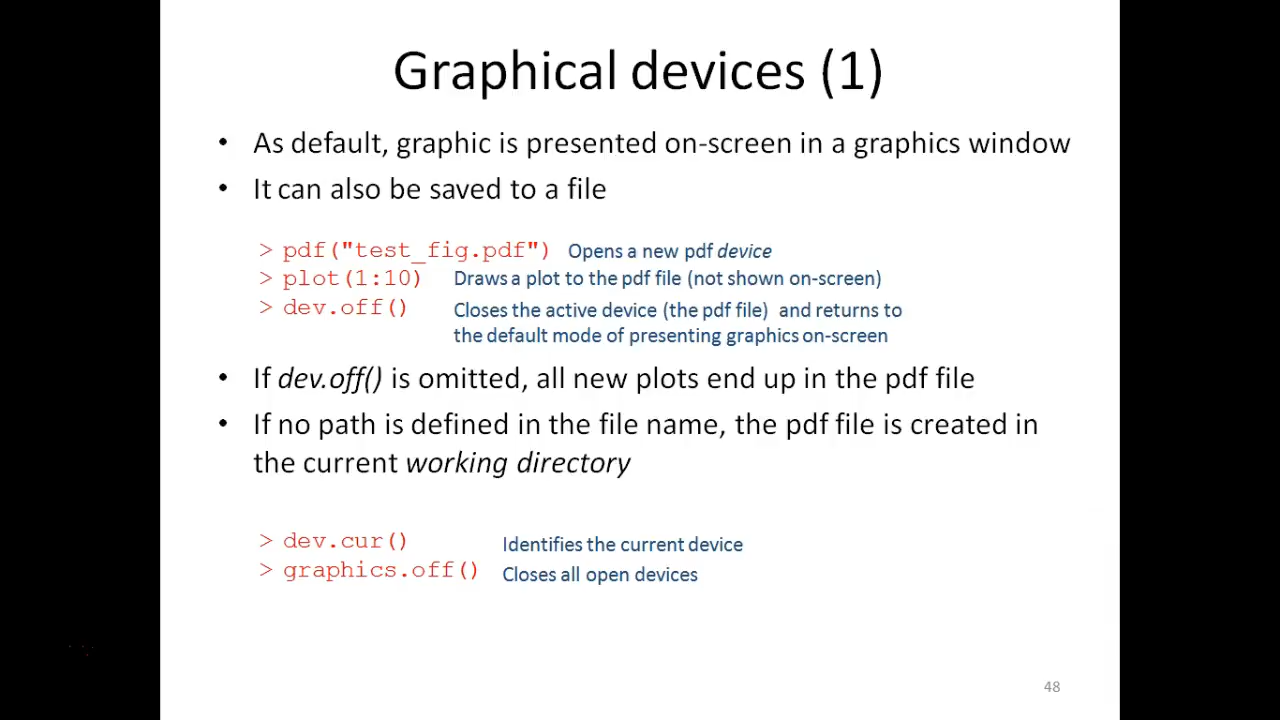 Graphical devices (1)
• As default, graphic is presented on-screen in a graphics window
• It can also be saved to a file
> pdf("test_fig.pdf") Opens a new pdf device
> plot(1:10) Draws a plot to the pdf file (not shown on-screen)
> dev.off() Closes the active device (the pdf file) and returns to
the default mode of presenting graphics on-screen
• If dev.off() is omitted, all new plots end up in the pdf file
• If no path is defined in the file name, the pdf file is created in
the current working directory
> dev.cur() Identifies the current device
> graphics.off() Closes all open devices
48